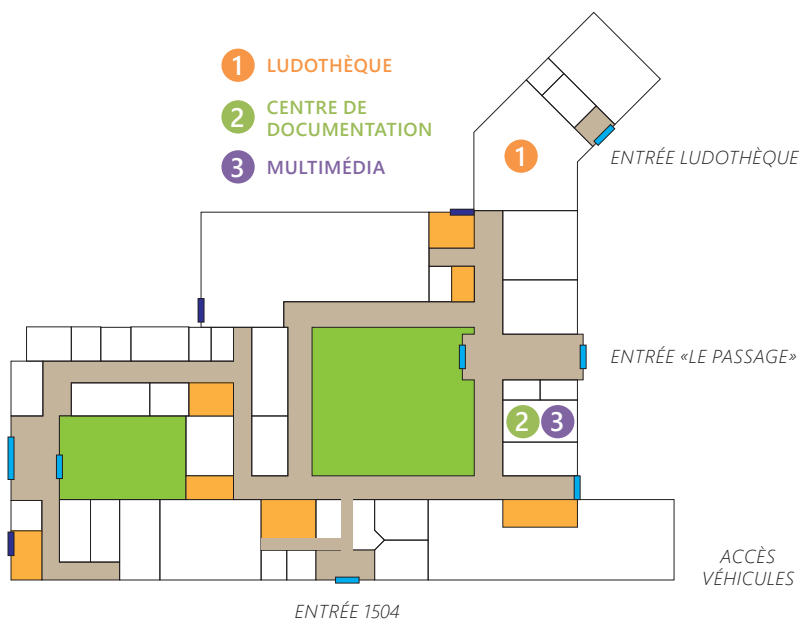 1 LUDOTHÈQUE
2 CENTRE DE
DOCUMENTATION
3 MULTIMÉDIA
1
ENTRÉE LUDOTHÈQUE
ENTRÉE «LE PASSAGE»
2 3
ACCÈS
VÉHICULES
ENTRÉE 1504